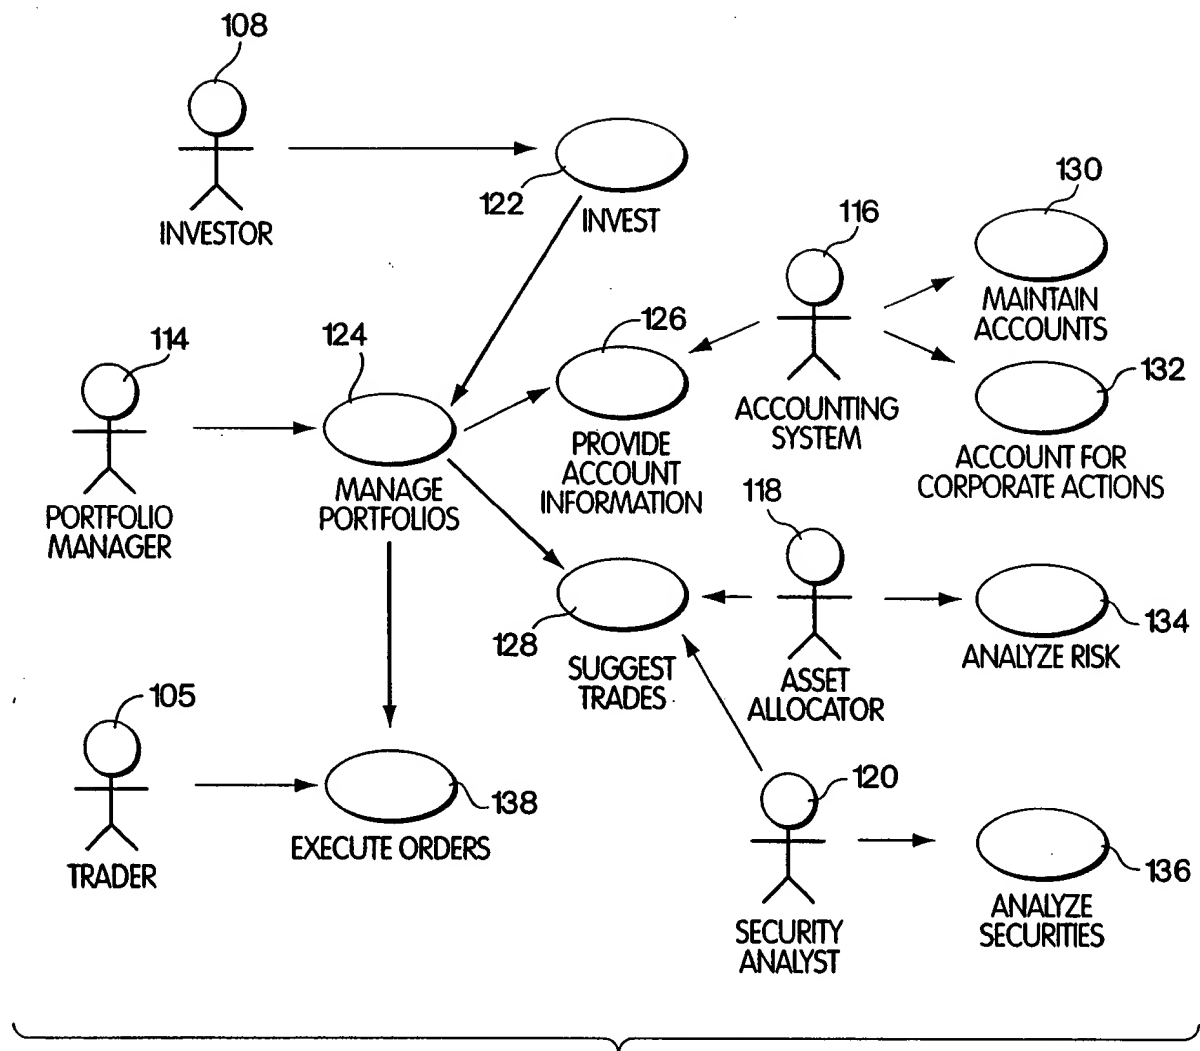 108
INVESTOR
122
INVEST
130
MAINTAIN
ACCOUNTS
116
ACCOUNTING
SYSTEM
132
ACCOUNT FOR
CORPORATE ACTIONS
114
PORTFOLIO
MANAGER
124
MANAGE
PORTFOLIOS
126
PROVIDE
ACCOUNT
INFORMATION
118
ASSET
ALLOCATOR
128
SUGGEST
TRADES
134
ANALYZE RISK
105
TRADER
138
EXECUTE ORDERS
120
SECURITY
ANALYST
136
ANALYZE
SECURITIES